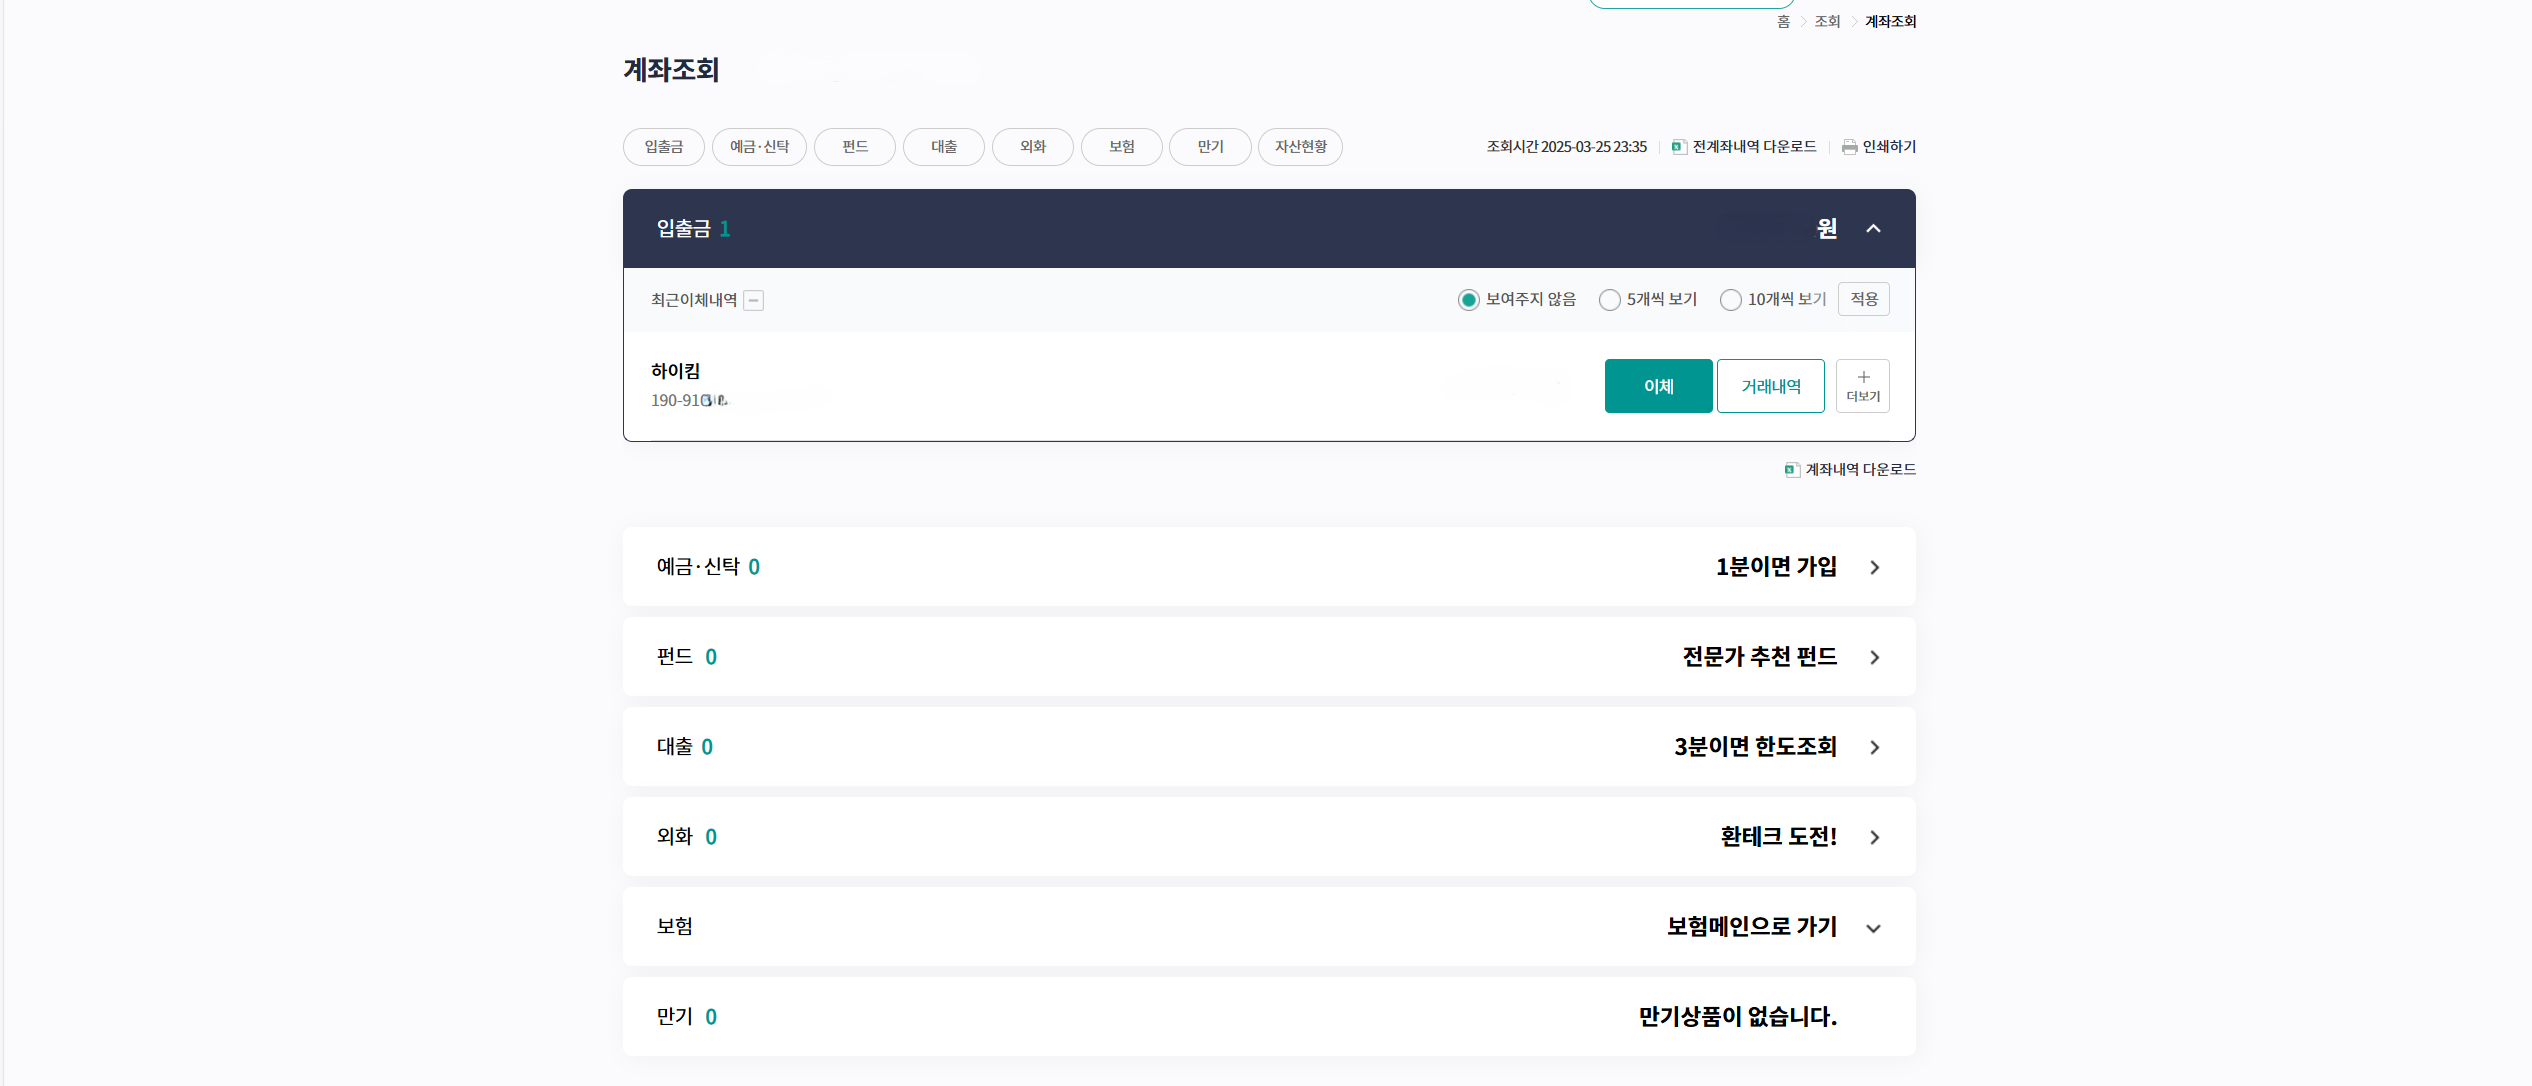 홈 > 조회 > 계좌조회
계좌조회
입출금 예금·신탁 펀드 대출 외화 보험 만기 자산현황 조회시간 2025-03-25 23:35 전계좌내역 다운로드 인쇄하기
입출금 1 원
최근이체내역 보여주지 않음 5개씩 보기 10개씩 보기 적용
하이킴
190-91
이체 거래내역 더보기
계좌내역 다운로드
예금·신탁 0 1분이면 가입
펀드 0 전문가 추천 펀드
대출 0 3분이면 한도조회
외화 0 환테크 도전!
보험 보험메인으로 가기
만기 0 만기상품이 없습니다.